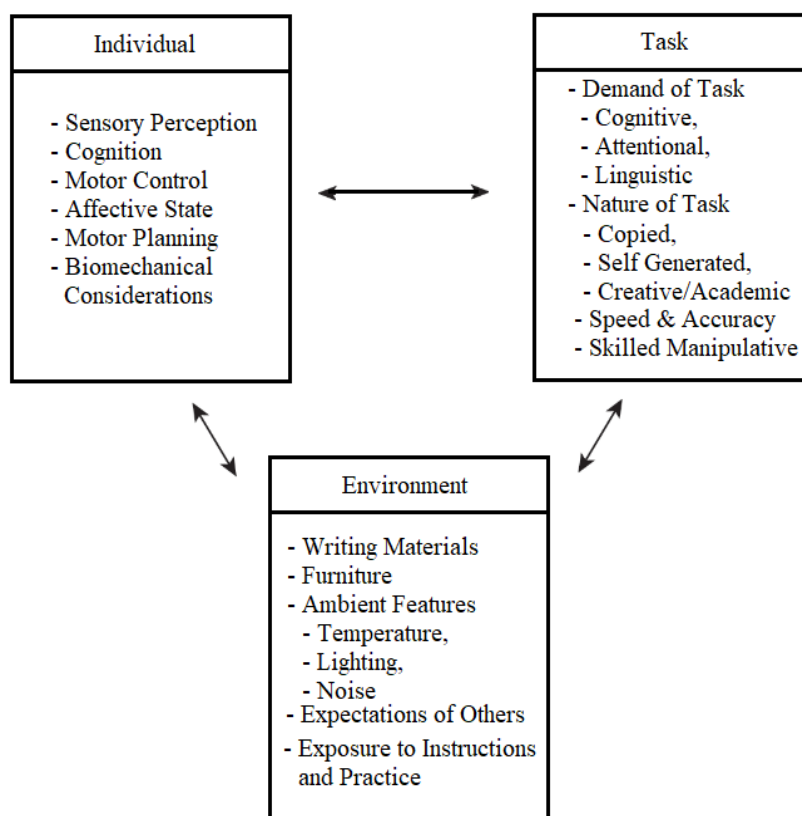 Individual
- Sensory Perception
- Cognition
- Motor Control
- Affective State
- Motor Planning
- Biomechanical
Considerations
Task
- Demand of Task
- Cognitive,
- Attentional,
- Linguistic
- Nature of Task
- Copied,
- Self Generated,
- Creative/Academic
- Speed & Accuracy
- Skilled Manipulative
Environment
- Writing Materials
- Furniture
- Ambient Features
- Temperature,
- Lighting,
- Noise
- Expectations of Others
- Exposure to Instructions
and Practice